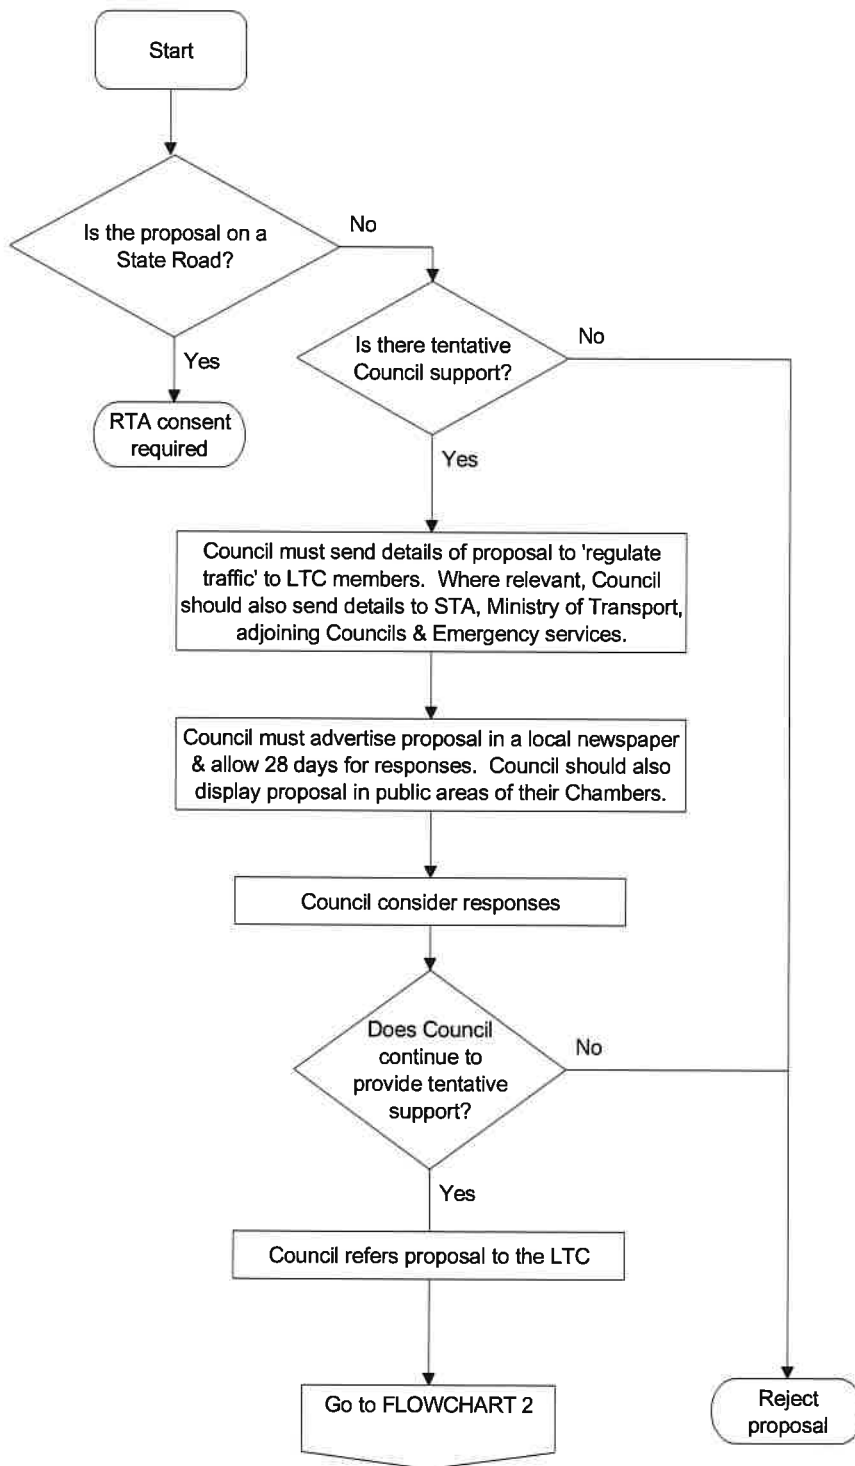 Start
Is the proposal on a
State Road?
No
Yes
RTA consent
required
Is there tentative
Council support?
No
Yes
Council must send details of proposal to 'regulate
traffic' to LTC members. Where relevant, Council
should also send details to STA, Ministry of Transport,
adjoining Councils & Emergency services.
Council must advertise proposal in a local newspaper
& allow 28 days for responses. Council should also
display proposal in public areas of their Chambers.
Council consider responses
Does Council
continue to
provide tentative
support?
No
Yes
Council refers proposal to the LTC
Go to FLOWCHART 2
Reject
proposal